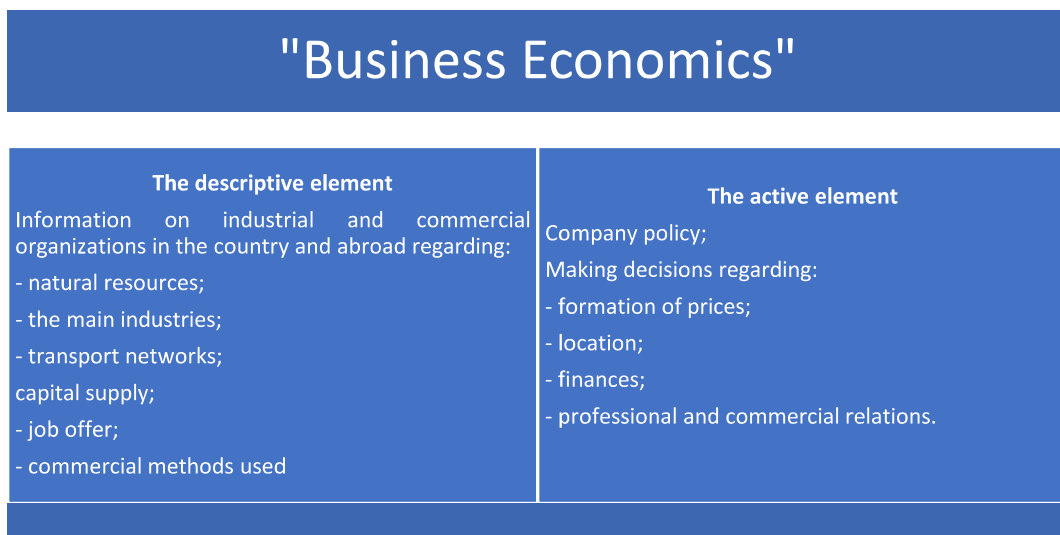 "Business Economics"
The descriptive element
Information on industrial and commercial
organizations in the country and abroad regarding:
- natural resources;
- the main industries;
- transport networks;
capital supply;
- job offer;
- commercial methods used
The active element
Company policy;
Making decisions regarding:
- formation of prices;
- location;
- finances;
- professional and commercial relations.